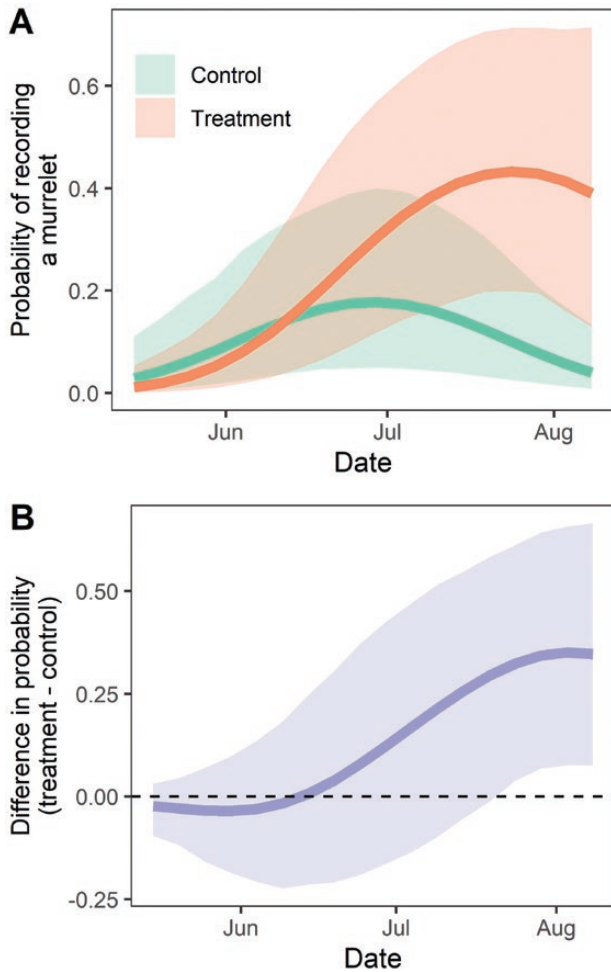 A
Probability of recording
a murrelet
0.6
0.4
0.2
0.0
Control
Treatment
Jun
Jul
Aug
Date
B
Difference in probability
(treatment - control)
0.50
0.25
0.00
-0.25
Jun
Jul
Aug
Date